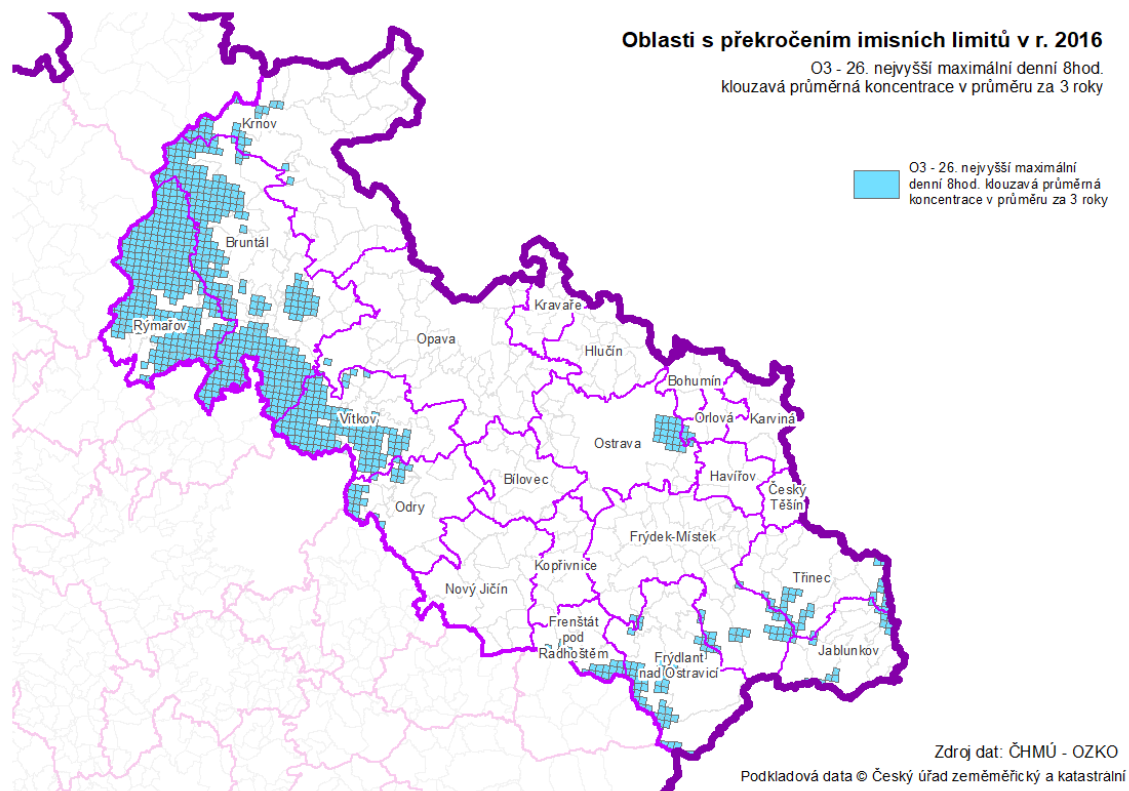 Oblasti s překročením imisních limitů v r. 2016
O3 - 26. nejvyšší maximální denní 8hod.
klouzavá průměrná koncentrace v průměru za 3 roky
O3 - 26. nejvyšší maximální
denní 8hod. klouzavá průměrná
koncentrace v průměru za 3 roky
Krnov
Bruntál
Rýmařov
Kravaře
Opava
Hlučín
Bohumín
Vítkov
Orlová
Karviná
Ostrava
Havířov
Bílovec
Český
Těšín
Odry
Frýdek-Místek
Kopřivnice
Třinec
Nový Jičín
Frenštát
pod
Radhoštěm
Jablunkov
Frýdlant
nad Ostravicí
Zdroj dat: ČHMÚ - OZKO
Podkladová data © Český úřad zeměměřický a katastrální